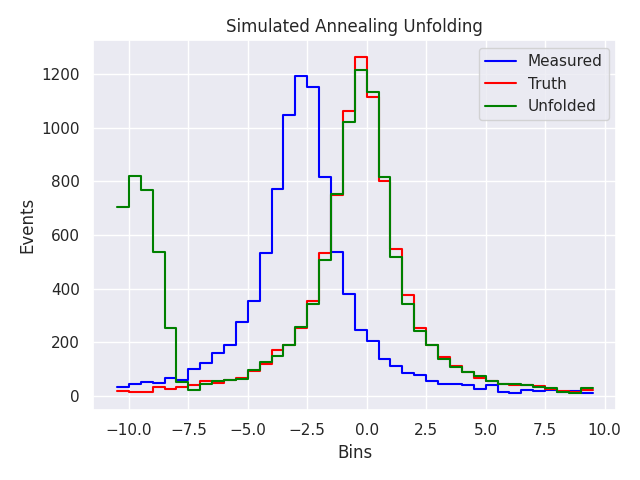 Simulated Annealing Unfolding
Measured
Truth
Unfolded
Events
1200
1000
800
600
400
200
0
−10.0 −7.5 −5.0 −2.5 0.0 2.5 5.0 7.5 10.0
Bins